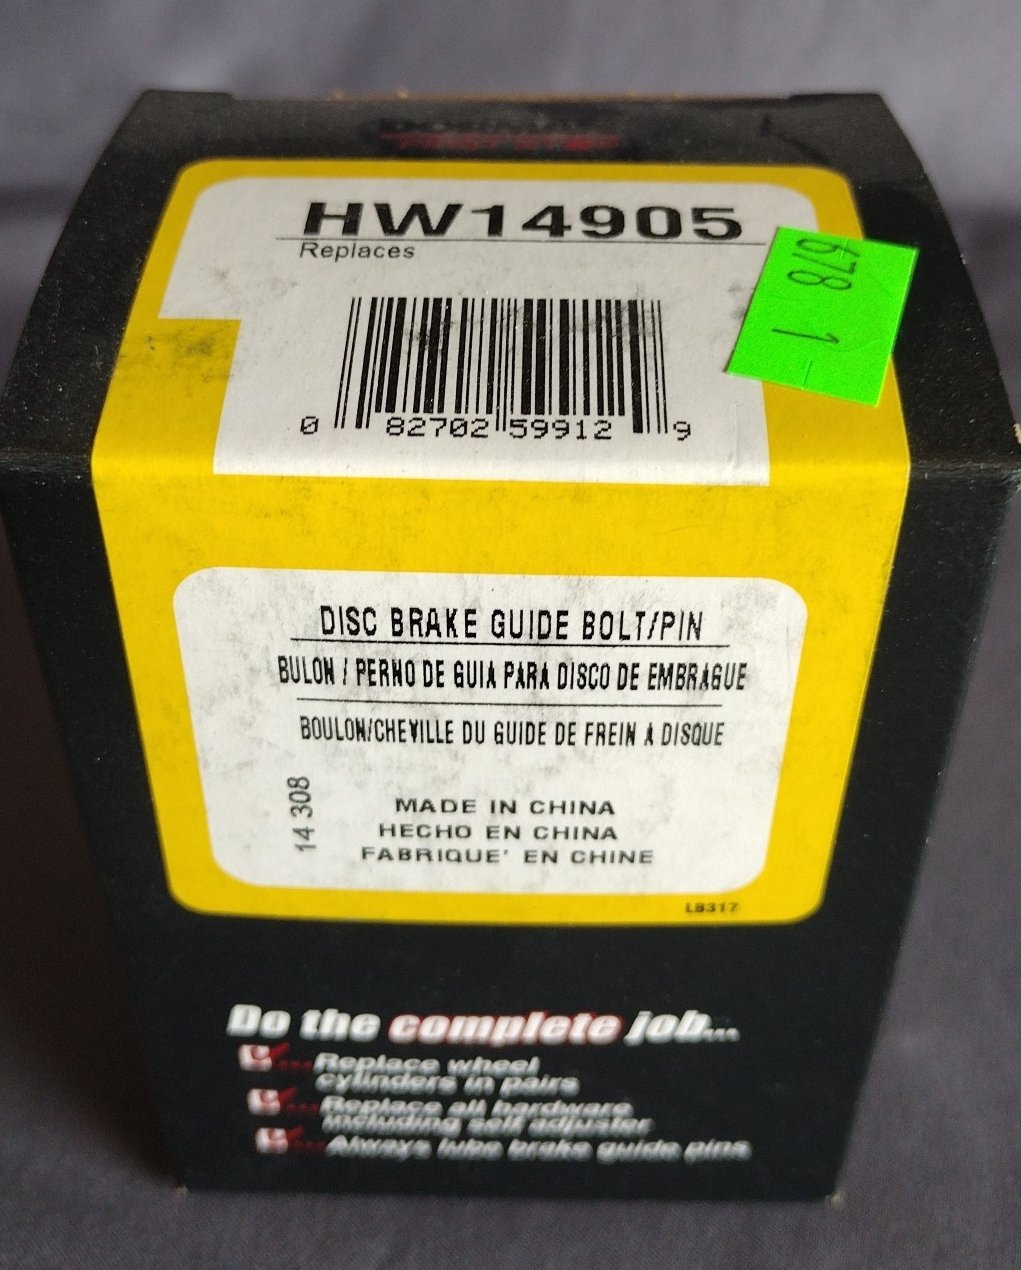 HW14905
Replaces
678 1
0 82702 59912 9
DISC BRAKE GUIDE BOLT/PIN
BULON / PERNO DE GUIA PARA DISCO DE EMBRAGUE
BOULON/CHEVILLE DU GUIDE DE FREIN A DISQUE
14 308
MADE IN CHINA
HECHO EN CHINA
FABRIQUE' EN CHINE
LB317
Do the complete job...
Replace wheel
cylinders in pairs
Replace all hardware
including self adjuster
Always lube brake guide pins